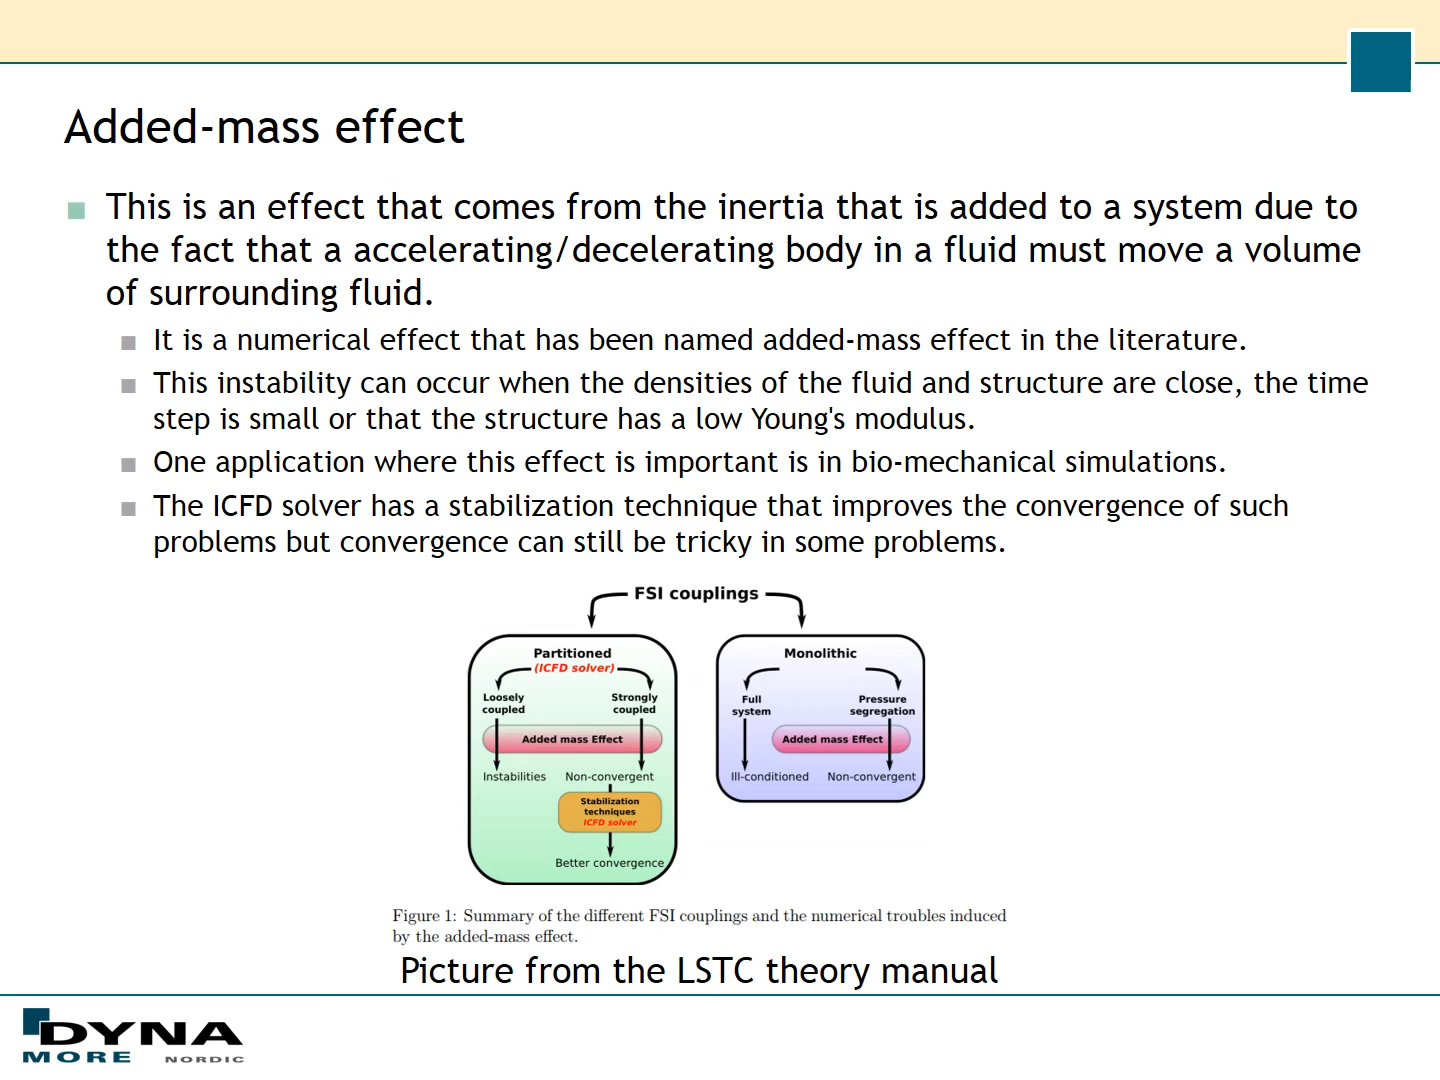 Added-mass effect
This is an effect that comes from the inertia that is added to a system due to
the fact that a accelerating/decelerating body in a fluid must move a volume
of surrounding fluid.
It is a numerical effect that has been named added-mass effect in the literature.
This instability can occur when the densities of the fluid and structure are close, the time
step is small or that the structure has a low Young's modulus.
One application where this effect is important is in bio-mechanical simulations.
The ICFD solver has a stabilization technique that improves the convergence of such
problems but convergence can still be tricky in some problems.
FSI couplings
Partitioned
(ICFD solver)
Loosely
coupled
Strongly
coupled
Added mass Effect
Instabilities
Non-convergent
Stabilization
techniques
ICFD solver
Better convergence
Monolithic
Full
system
Pressure
segregation
Added mass Effect
Ill-conditioned
Non-convergent
Figure 1: Summary of the different FSI couplings and the numerical troubles induced
by the added-mass effect.
Picture from the LSTC theory manual
DYNA
MORE NORDIC